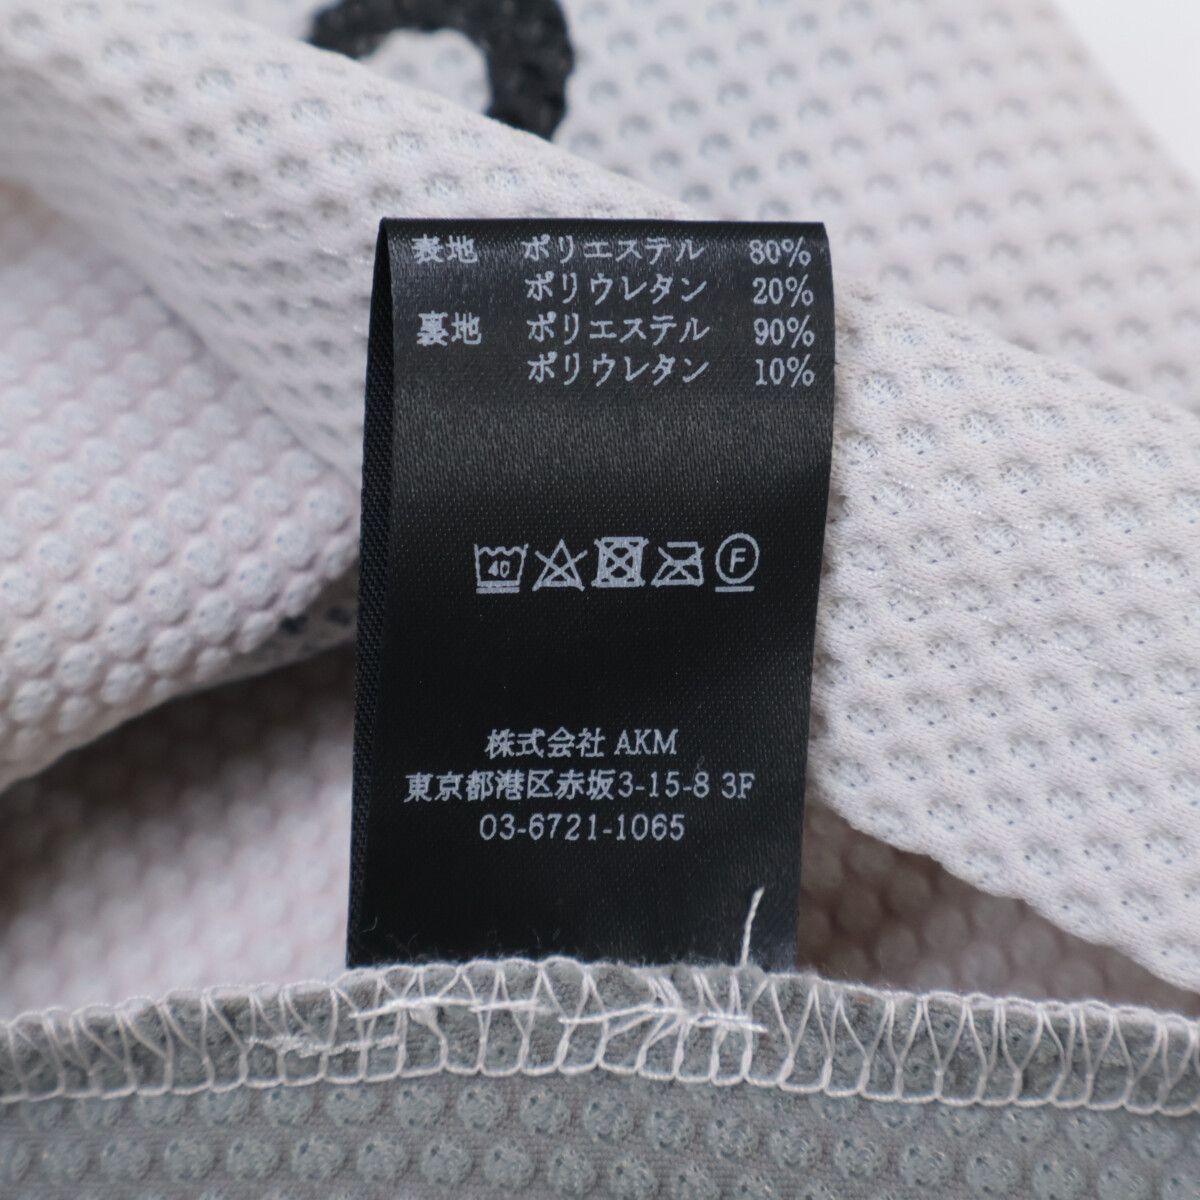 表地 ポリエステル 80%
ポリウレタン 20%
裏地 ポリエステル 90%
ポリウレタン 10%
40 F
株式会社 AKM
東京都港区赤坂3-15-8 3F
03-6721-1065